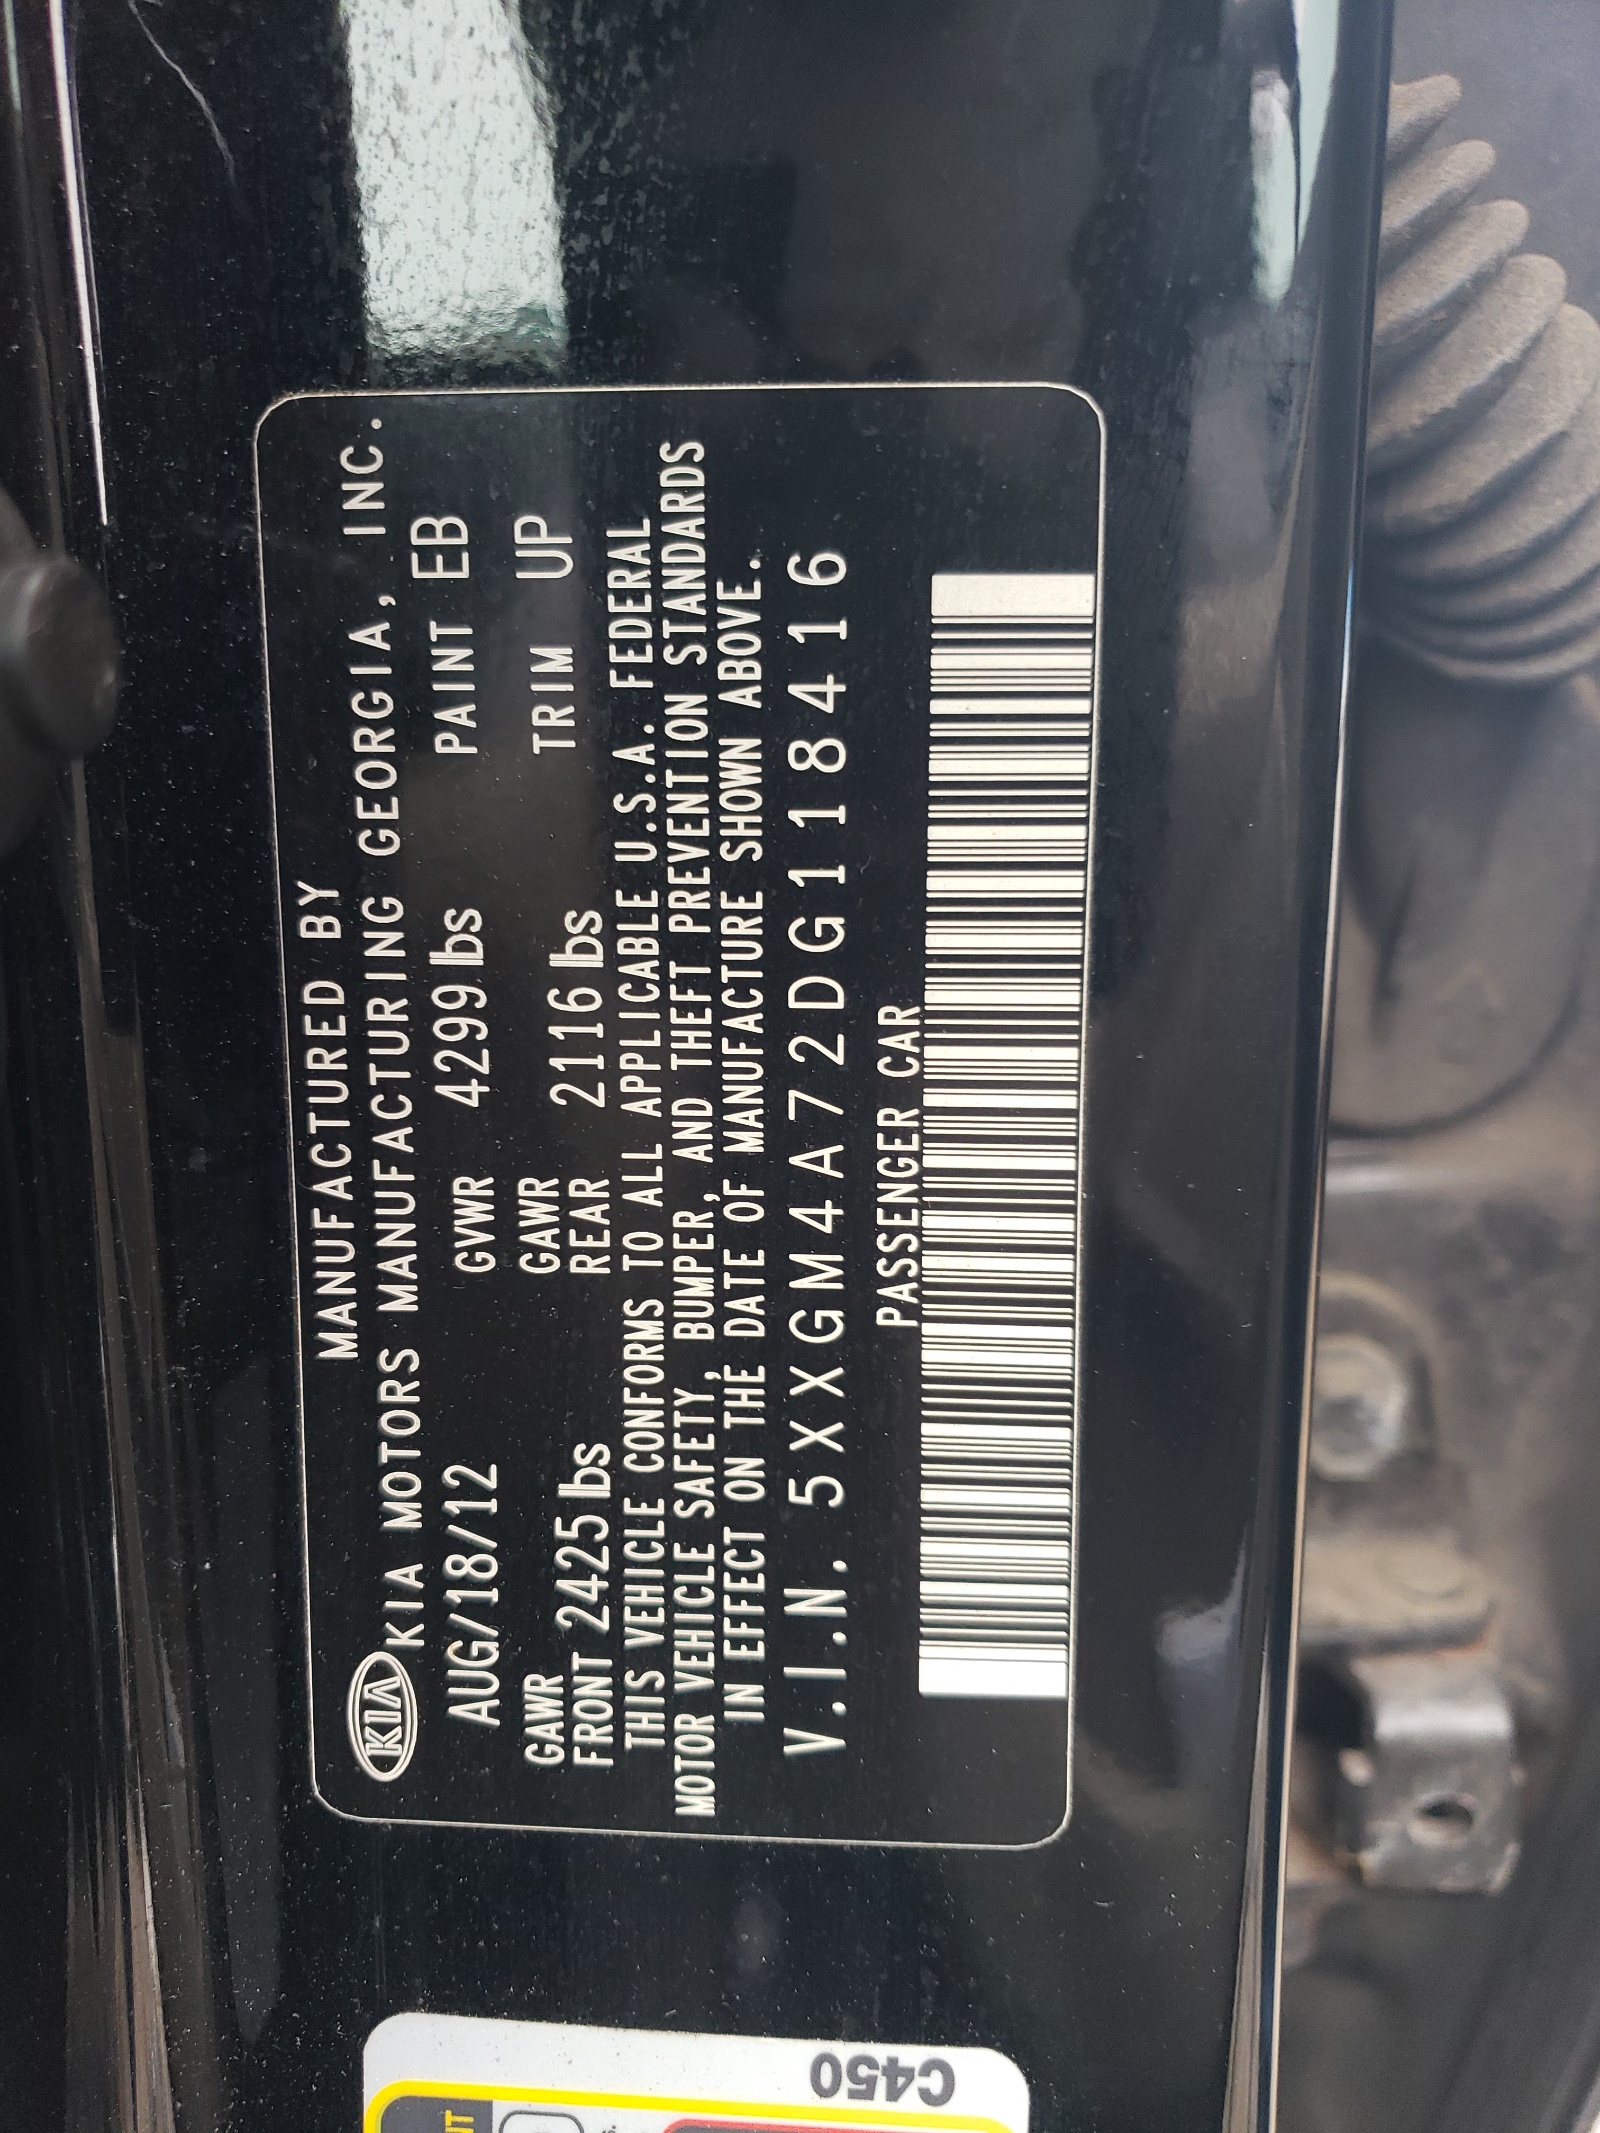 MANUFACTURED BY
KIA KIA MOTORS MANUFACTURING GEORGIA, INC.
AUG/18/12 GVWR 4299 lbs PAINT EB
GAWR FRONT 2425 lbs GAWR REAR 2116 lbs TRIM UP
THIS VEHICLE CONFORMS TO ALL APPLICABLE U.S.A. FEDERAL
MOTOR VEHICLE SAFETY, BUMPER, AND THEFT PREVENTION STANDARDS
IN EFFECT ON THE DATE OF MANUFACTURE SHOWN ABOVE.
V.I.N. 5XXGM4A72DG118416
PASSENGER CAR
C450